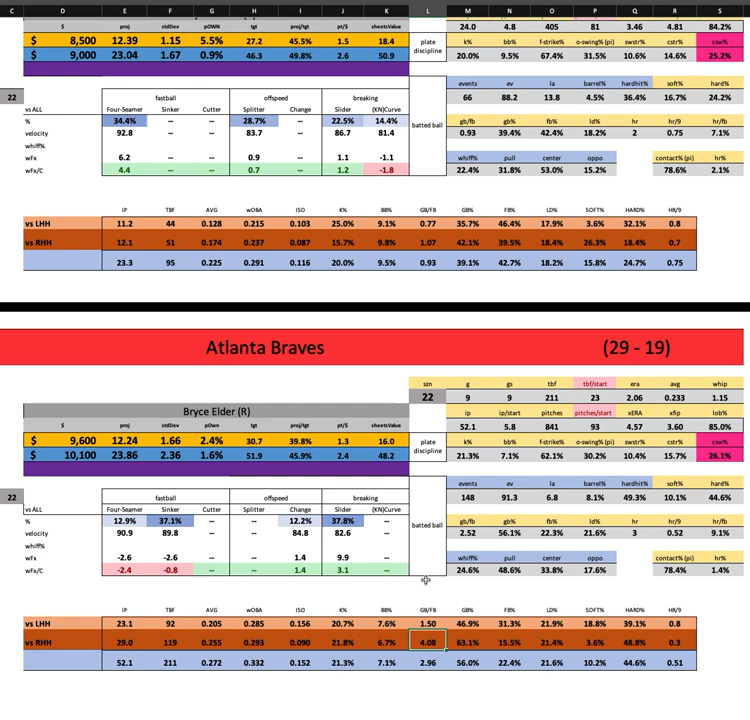 C D E F G H I J K L M N O P Q R S
$ proj stdDev pOWN tgt proj/tgt pt/$ sheetsValue 24.0 4.8 405 81 3.46 4.81 84.2%
$ 8,500 12.39 1.15 5.5% 27.2 45.5% 1.5 18.4 plate discipline k% bb% f-strike% o-swing% (pi) swstr% cstr% csw%
$ 9,000 23.04 1.67 0.9% 46.3 49.8% 2.6 50.9 20.0% 9.5% 67.4% 31.5% 10.6% 14.6% 25.2%
events ev la barrel% hardhit% soft% hard%
22 fastball offspeed breaking 66 88.2 13.8 4.5% 36.4% 16.7% 24.2%
vs ALL Four-Seamer Sinker Cutter Splitter Change Slider (KN)Curve
% 34.4% -- -- 28.7% -- 22.5% 14.4% batted ball gb/fb gb% fb% ld% hr hr/9 hr/fb
velocity 92.8 -- -- 83.7 -- 86.7 81.4 0.93 39.4% 42.4% 18.2% 2 0.75 7.1%
whiff%
wFx 6.2 -- -- 0.9 -- 1.1 -1.1 whiff% pull center oppo contact% (pi) hr%
wFx/C 4.4 -- -- 0.7 -- 1.2 -1.8 22.4% 31.8% 53.0% 15.2% 78.6% 2.1%
IP TBF AVG wOBA ISO K% BB% GB/FB GB% FB% LD% SOFT% HARD% HR/9
vs LHH 11.2 44 0.128 0.215 0.103 25.0% 9.1% 0.77 35.7% 46.4% 17.9% 3.6% 32.1% 0.8
vs RHH 12.1 51 0.174 0.237 0.087 15.7% 9.8% 1.07 42.1% 39.5% 18.4% 26.3% 18.4% 0.7
23.3 95 0.225 0.291 0.116 20.0% 9.5% 0.93 39.1% 42.7% 18.2% 15.8% 24.7% 0.75
Atlanta Braves (29 - 19)
szn g gs tbf tbf/start era avg whip
22 9 9 211 23 2.06 0.233 1.15
Bryce Elder (R) ip ip/start pitches pitches/start xERA xfip lob%
$ proj stdDev pOwn tgt proj/tgt pt/$ sheetsValue 52.1 5.8 841 93 4.57 3.60 85.0%
$ 9,600 12.24 1.66 2.4% 30.7 39.8% 1.3 16.0 plate discipline k% bb% f-strike% o-swing% (pi) swstr% cstr% csw%
$ 10,100 23.86 2.36 1.6% 51.9 45.9% 2.4 48.2 21.3% 7.1% 62.1% 30.2% 10.4% 15.7% 26.1%
events ev la barrel% hardhit% soft% hard%
22 fastball offspeed breaking 148 91.3 6.8 8.1% 49.3% 10.1% 44.6%
vs ALL Four-Seamer Sinker Cutter Splitter Change Slider (KN)Curve
% 12.9% 37.1% -- -- 12.2% 37.8% -- batted ball gb/fb gb% fb% ld% hr hr/9 hr/fb
velocity 90.9 89.8 -- -- 84.8 82.6 -- 2.52 56.1% 22.3% 21.6% 3 0.52 9.1%
whiff%
wFx -2.6 -2.6 -- -- 1.4 9.9 -- whiff% pull center oppo contact% (pi) hr%
wFx/C -2.4 -0.8 -- -- 1.4 3.1 -- 24.6% 48.6% 33.8% 17.6% 78.4% 1.4%
IP TBF AVG wOBA ISO K% BB% GB/FB GB% FB% LD% SOFT% HARD% HR/9
vs LHH 23.1 92 0.205 0.285 0.156 20.7% 7.6% 1.50 46.9% 31.3% 21.9% 18.8% 39.1% 0.8
vs RHH 29.0 119 0.255 0.293 0.090 21.8% 6.7% 4.08 63.1% 15.5% 21.4% 3.6% 48.8% 0.3
52.1 211 0.272 0.332 0.152 21.3% 7.1% 2.96 56.0% 22.4% 21.6% 10.2% 44.6% 0.51